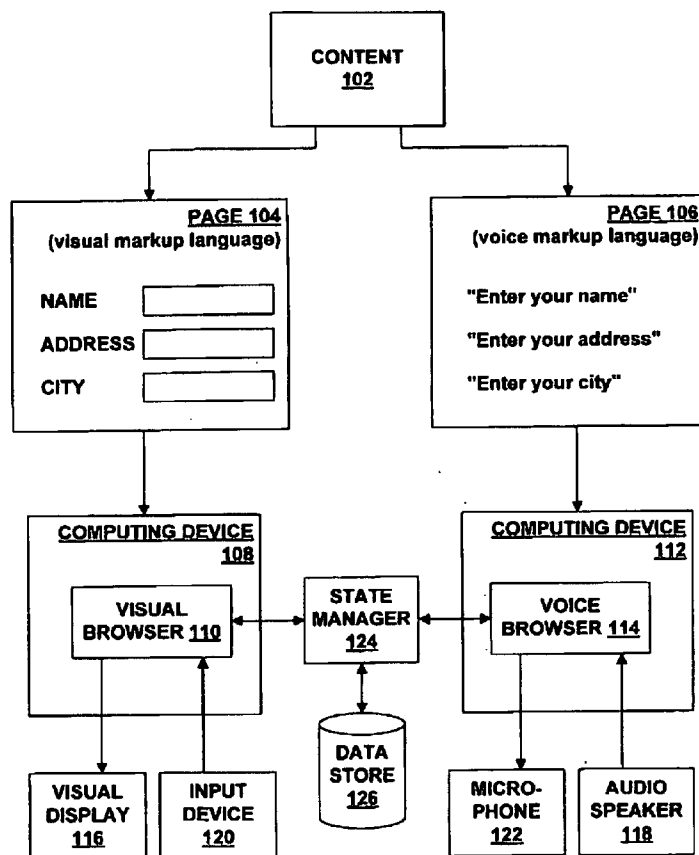 CONTENT
102
PAGE 104
(visual markup language)
NAME
ADDRESS
CITY
PAGE 106
(voice markup language)
"Enter your name"
"Enter your address"
"Enter your city"
COMPUTING DEVICE
108
VISUAL
BROWSER 110
STATE
MANAGER
124
COMPUTING DEVICE
112
VOICE
BROWSER 114
DATA
STORE
126
VISUAL
DISPLAY
116
INPUT
DEVICE
120
MICRO-
PHONE
122
AUDIO
SPEAKER
118